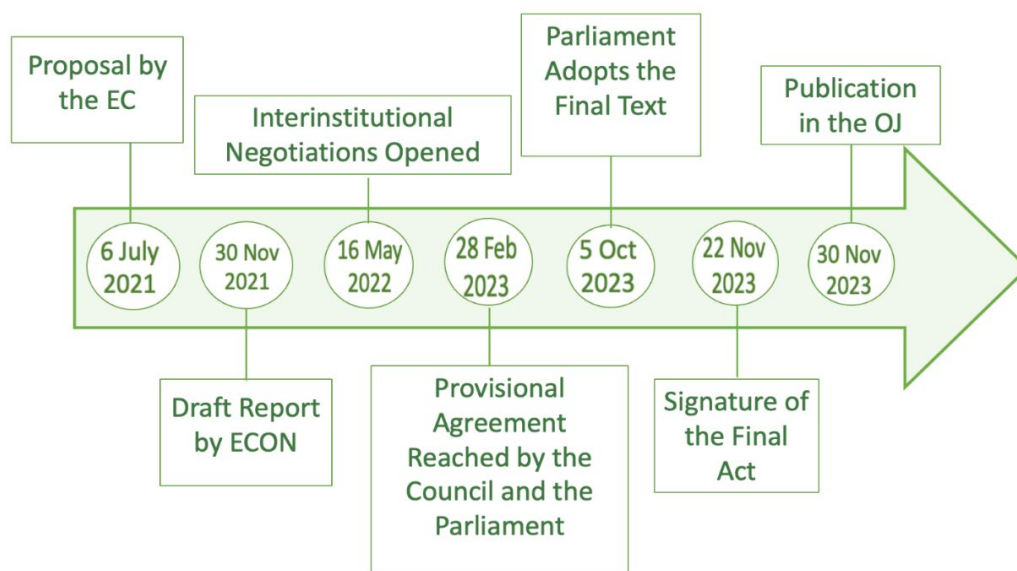 Proposal by
the EC
Interinstitutional
Negotiations Opened
Parliament
Adopts the
Final Text
Publication
in the OJ
6 July
2021
30 Nov
2021
16 May
2022
28 Feb
2023
5 Oct
2023
22 Nov
2023
30 Nov
2023
Draft Report
by ECON
Provisional
Agreement
Reached by the
Council and the
Parliament
Signature of
the Final
Act